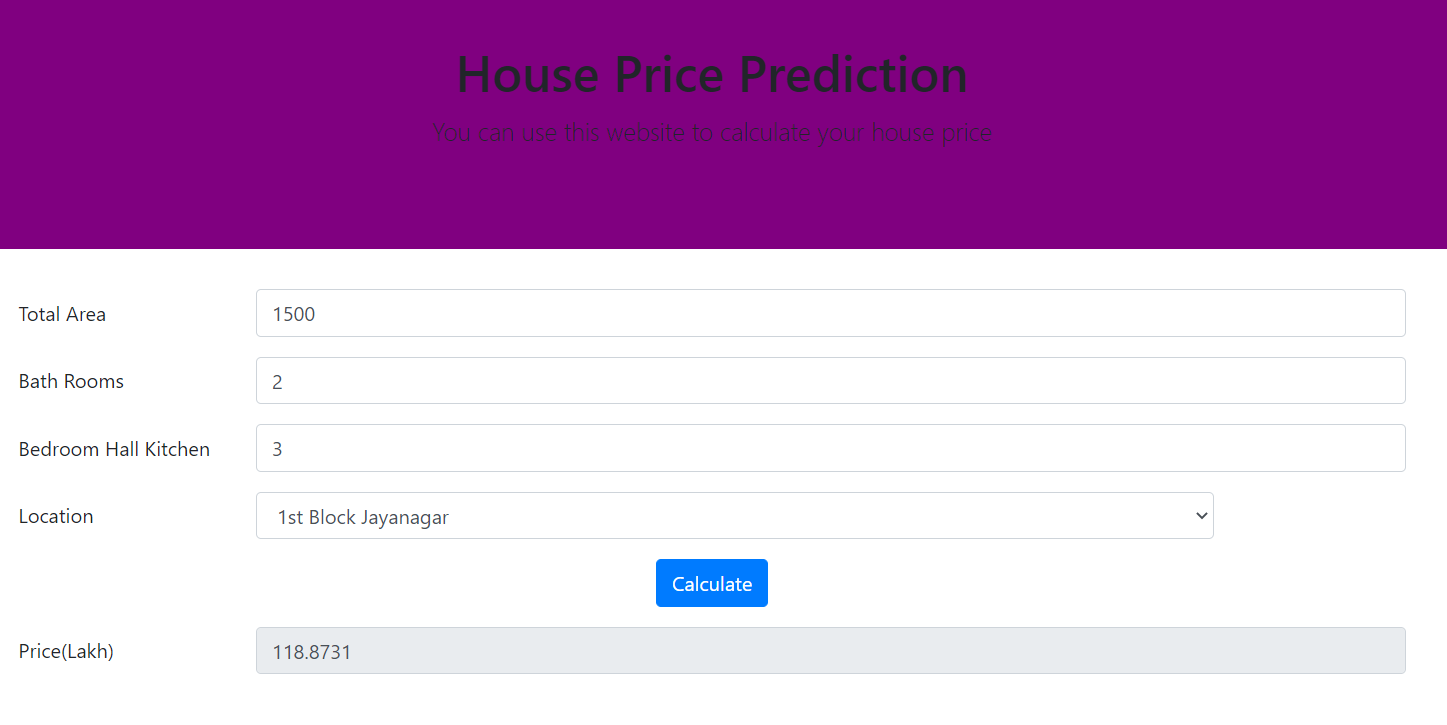 House Price Prediction
You can use this website to calculate your house price
Total Area 1500
Bath Rooms 2
Bedroom Hall Kitchen 3
Location 1st Block Jayanagar
Calculate
Price(Lakh) 118.8731